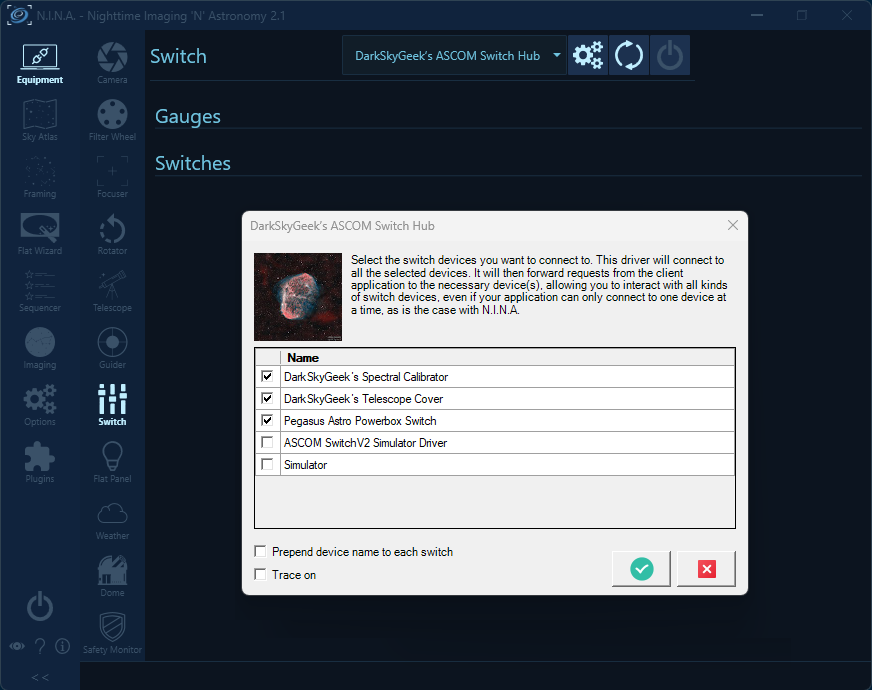 N.I.N.A. - Nighttime Imaging 'N' Astronomy 2.1
Equipment
Sky Atlas
Framing
Flat Wizard
Sequencer
Imaging
Options
Plugins
<<
Camera
Filter Wheel
Focuser
Rotator
Telescope
Guider
Switch
Flat Panel
Weather
Dome
Safety Monitor
Switch
DarkSkyGeek's ASCOM Switch Hub
Gauges
Switches
DarkSkyGeek's ASCOM Switch Hub
Select the switch devices you want to connect to. This driver will connect to
all the selected devices. It will then forward requests from the client
application to the necessary device(s), allowing you to interact with all kinds
of switch devices, even if your application can only connect to one device at
a time, as is the case with N.I.N.A.
Name
DarkSkyGeek's Spectral Calibrator
DarkSkyGeek's Telescope Cover
Pegasus Astro Powerbox Switch
ASCOM SwitchV2 Simulator Driver
Simulator
Prepend device name to each switch
Trace on